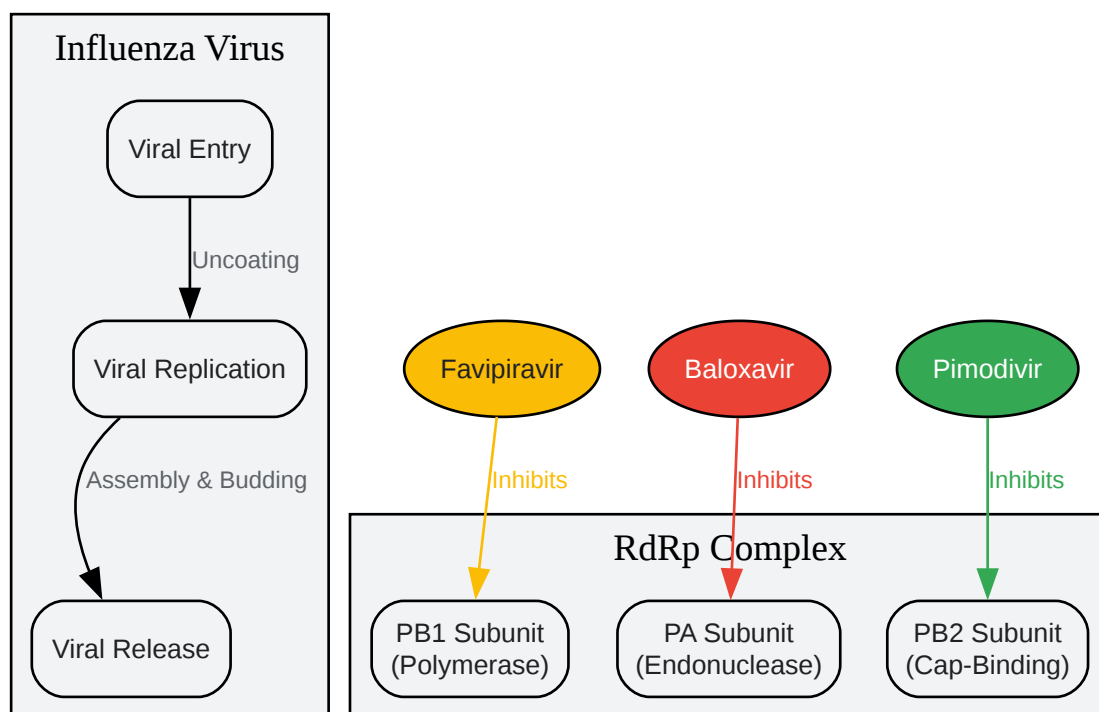 Influenza Virus
Viral Entry
Uncoating
Viral Replication
Assembly & Budding
Viral Release
Favipiravir
Baloxavir
Pimodivir
Inhibits
Inhibits
Inhibits
RdRp Complex
PB1 Subunit
(Polymerase)
PA Subunit
(Endonuclease)
PB2 Subunit
(Cap-Binding)